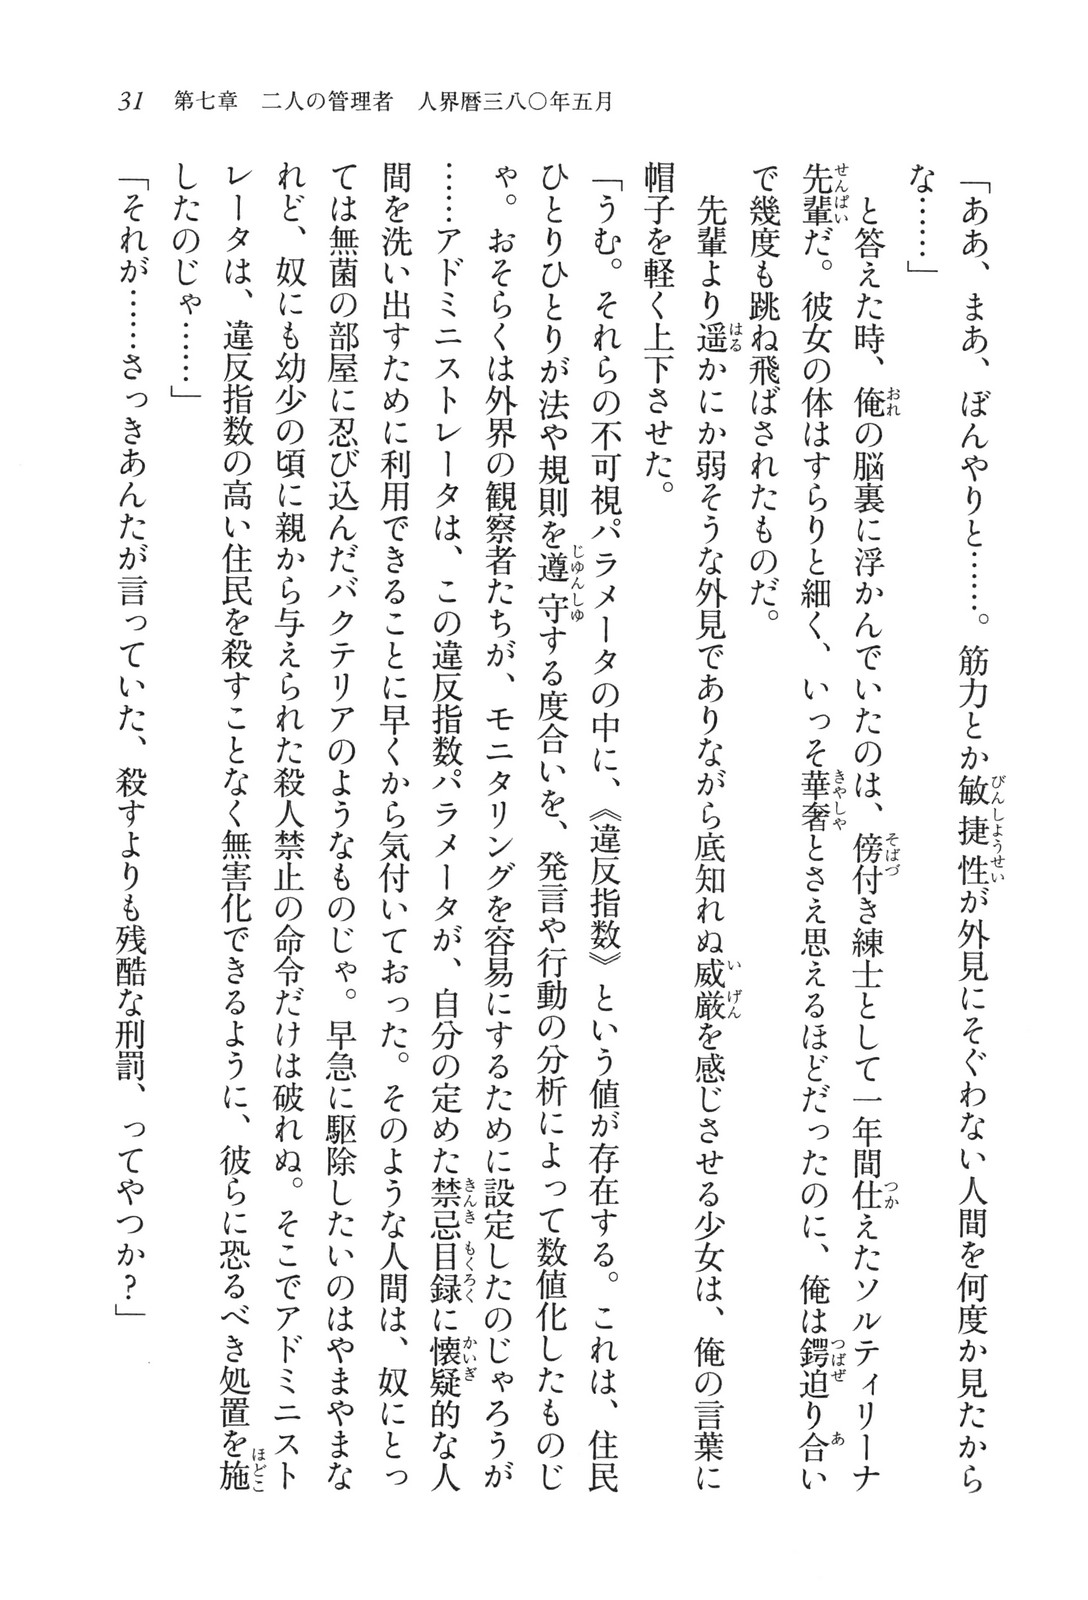 31　第七章　二人の管理者　人界暦三八〇年五月
「ああ、まあ、ぼんやりと……。筋力とか敏捷性が外見にそぐわない人間を何度か見たから
な……」
　と答えた時、俺の脳裏に浮かんでいたのは、傍付き練士として一年間仕えたソルティリーナ
先輩だ。彼女の体はすらりと細く、いっそ華奢とさえ思えるほどだったのに、俺は鍔迫り合い
で幾度も跳ね飛ばされたものだ。
　先輩より遥かにか弱そうな外見でありながら底知れぬ威厳を感じさせる少女は、俺の言葉に
帽子を軽く上下させた。
「うむ。それらの不可視パラメータの中に、《違反指数》という値が存在する。これは、住民
ひとりひとりが法や規則を遵守する度合いを、発言や行動の分析によって数値化したものじ
ゃ。おそらくは外界の観察者たちが、モニタリングを容易にするために設定したのじゃろうが
……アドミニストレータは、この違反指数パラメータが、自分の定めた禁忌目録に懐疑的な人
間を洗い出すために利用できることに早くから気付いておった。そのような人間は、奴にとっ
ては無菌の部屋に忍び込んだバクテリアのようなものじゃ。早急に駆除したいのはやまやまな
れど、奴にも幼少の頃に親から与えられた殺人禁止の命令だけは破れぬ。そこでアドミニスト
レータは、違反指数の高い住民を殺すことなく無害化できるように、彼らに恐るべき処置を施
したのじゃ……」
「それが……さっきあんたが言っていた、殺すよりも残酷な刑罰、ってやつか？」